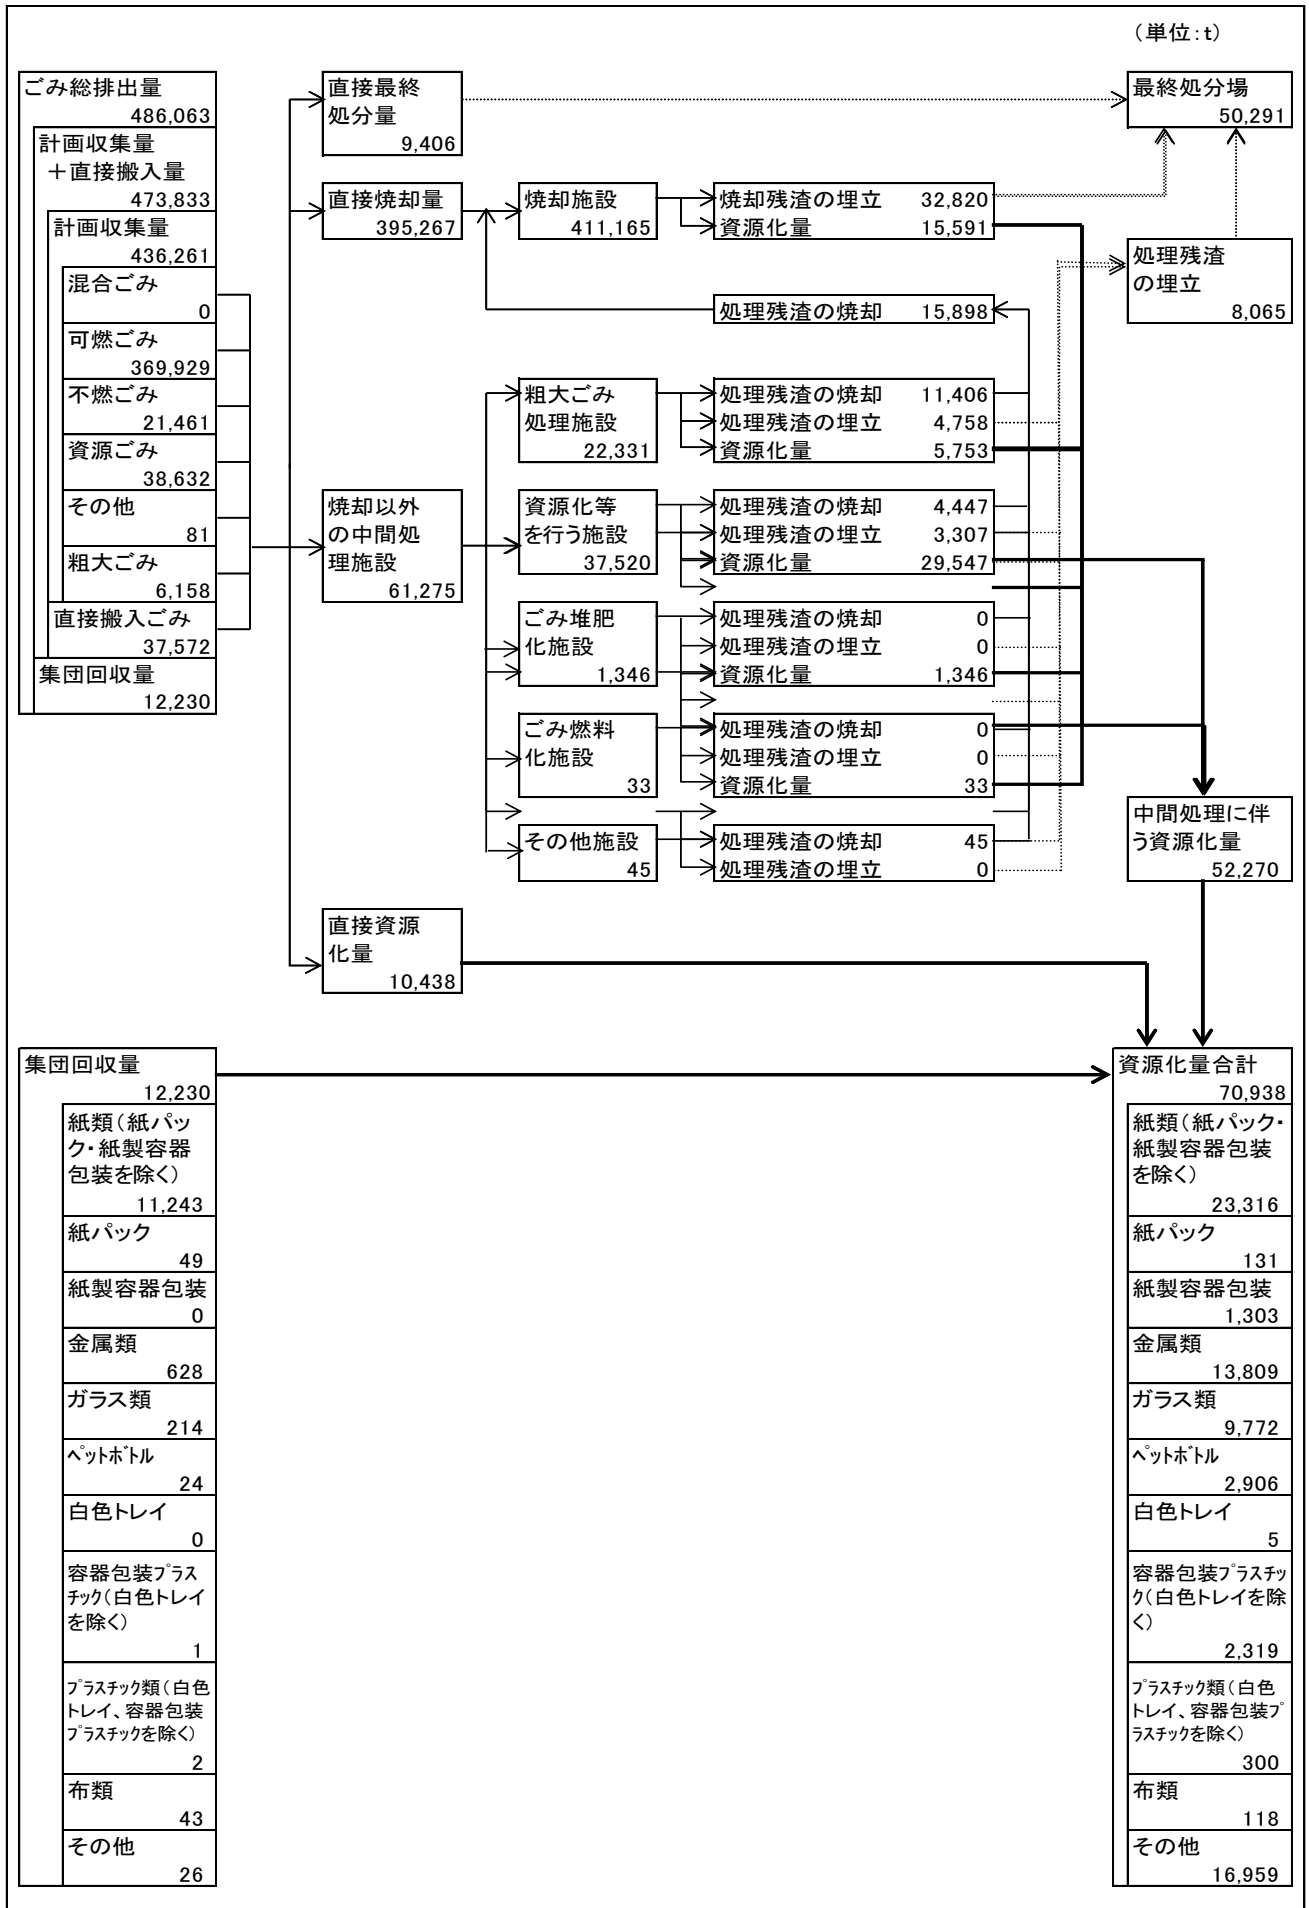 （単位：t）
ごみ総排出量
486,063
計画収集量
＋直接搬入量
473,833
計画収集量
436,261
混合ごみ
0
可燃ごみ
369,929
不燃ごみ
21,461
資源ごみ
38,632
その他
81
粗大ごみ
6,158
直接搬入ごみ
37,572
集団回収量
12,230
直接最終
処分量
9,406
直接焼却量
395,267
焼却以外
の中間処
理施設
61,275
直接資源
化量
10,438
焼却施設
411,165
粗大ごみ
処理施設
22,331
資源化等
を行う施設
37,520
ごみ堆肥
化施設
1,346
ごみ燃料
化施設
33
その他施設
45
焼却残渣の埋立 32,820
資源化量 15,591
処理残渣の焼却 15,898
処理残渣の焼却 11,406
処理残渣の埋立 4,758
資源化量 5,753
処理残渣の焼却 4,447
処理残渣の埋立 3,307
資源化量 29,547
処理残渣の焼却 0
処理残渣の埋立 0
資源化量 1,346
処理残渣の焼却 0
処理残渣の埋立 0
資源化量 33
処理残渣の焼却 45
処理残渣の埋立 0
最終処分場
50,291
処理残渣
の埋立
8,065
中間処理に伴
う資源化量
52,270
集団回収量
12,230
紙類（紙パッ
ク・紙製容器
包装を除く）
11,243
紙パック
49
紙製容器包装
0
金属類
628
ガラス類
214
ﾍﾟｯﾄﾎﾞﾄﾙ
24
白色トレイ
0
容器包装ﾌﾟﾗｽ
ﾁｯｸ（白色トレイ
を除く）
1
ﾌﾟﾗｽﾁｯｸ類（白色
トレイ、容器包装
ﾌﾟﾗｽﾁｯｸを除く）
2
布類
43
その他
26
資源化量合計
70,938
紙類（紙パック・
紙製容器包装
を除く）
23,316
紙パック
131
紙製容器包装
1,303
金属類
13,809
ガラス類
9,772
ﾍﾟｯﾄﾎﾞﾄﾙ
2,906
白色トレイ
5
容器包装ﾌﾟﾗｽﾁｯ
ｸ（白色トレイを除
く）
2,319
ﾌﾟﾗｽﾁｯｸ類（白色
トレイ、容器包装ﾌﾟ
ﾗｽﾁｯｸを除く）
300
布類
118
その他
16,959